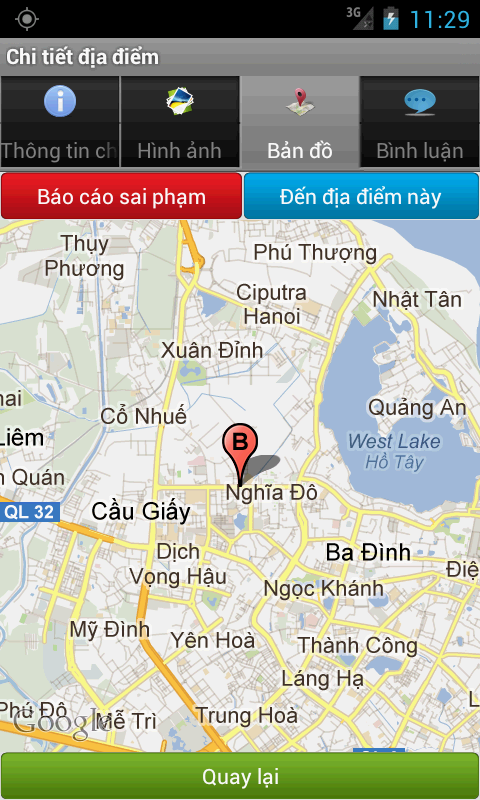 3G
11:29
Chi tiết địa điểm
Thông tin ch
Hình ảnh
Bản đồ
Bình luận
Báo cáo sai phạm
Đến địa điểm này
Thụy
Phương
Phú Thượng
Ciputra
Hanoi
Nhật Tân
Xuân Đỉnh
nai
Cổ Nhuế
Quảng An
Liêm
B
West Lake
Hồ Tây
n Quán
Nghĩa Đô
QL 32
Cầu Giấy
Dịch
Vọng Hậu
Ba Đình
Điệ
Ngọc Khánh
Mỹ Đình
Yên Hoà
Thành Công
Láng Hạ
L
Phú Đô
Google
Mễ Trì
Trung Hoà
Quay lại